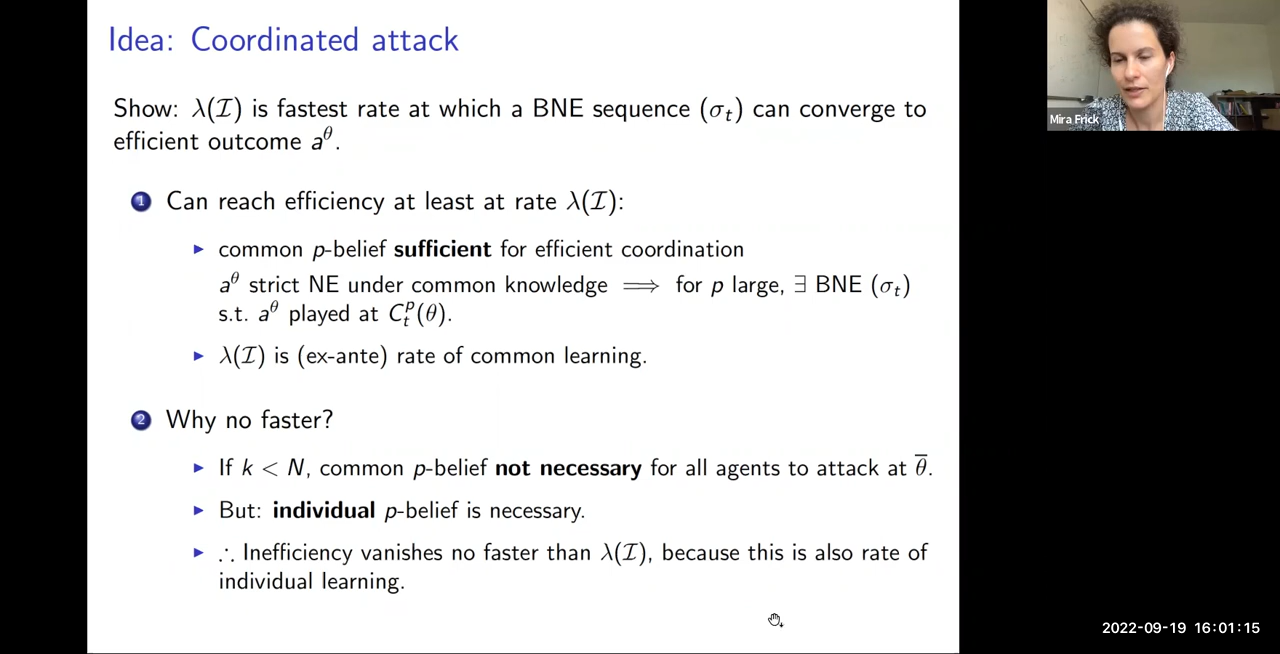 Idea: Coordinated attack
Show: λ(𝓘) is fastest rate at which a BNE sequence (σₜ) can converge to
efficient outcome a^θ.
1 Can reach efficiency at least at rate λ(𝓘):
▶ common p-belief sufficient for efficient coordination
a^θ strict NE under common knowledge ⟹ for p large, ∃ BNE (σₜ)
s.t. a^θ played at Cₜᵖ(θ).
▶ λ(𝓘) is (ex-ante) rate of common learning.
2 Why no faster?
▶ If k < N, common p-belief not necessary for all agents to attack at θ̅.
▶ But: individual p-belief is necessary.
▶ ∴ Inefficiency vanishes no faster than λ(𝓘), because this is also rate of
individual learning.
Mira Frick
2022-09-19 16:01:15